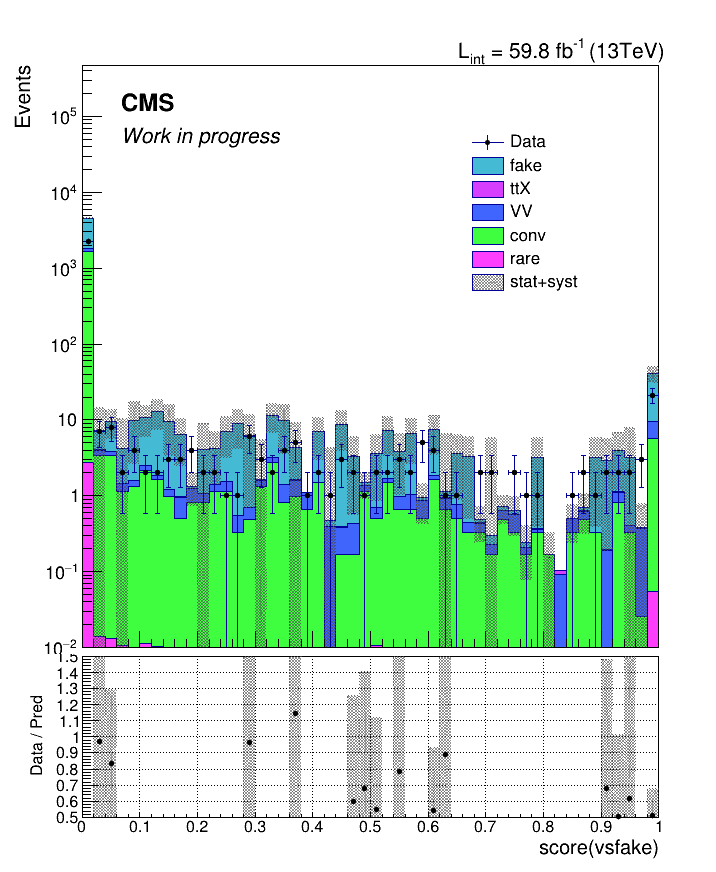 L_int = 59.8 fb^-1 (13TeV)
Events
CMS
Work in progress
Data
fake
ttX
VV
conv
rare
stat+syst
10^5
10^4
10^3
10^2
10
1
10^−1
10^−2
Data / Pred
1.5
1.4
1.3
1.2
1.1
1
0.9
0.8
0.7
0.6
0.5
0 0.1 0.2 0.3 0.4 0.5 0.6 0.7 0.8 0.9 1
score(vsfake)